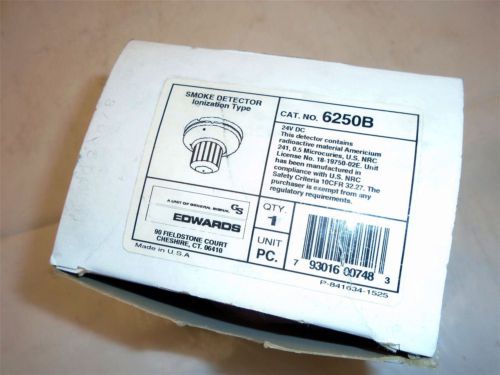 SMOKE DETECTOR
Ionization Type
CAT. NO. 6250B
24V DC
This detector contains
radioactive material Americium
241, 0.5 Microcuries, U.S. NRC
License No. 18-19750-02E. Unit
in compliance with U.S. NRC
Safety Criteria 10CFR 32.27. The
purchaser is exempt from any
regulatory requirements.
A UNIT OF GENERAL SIGNAL GS
EDWARDS
90 FIELDSTONE COURT
CHESHIRE, CT. 06410
Made in U.S.A
QTY.
1
UNIT
PC.
7 93016 00748 3
P-841634-1525